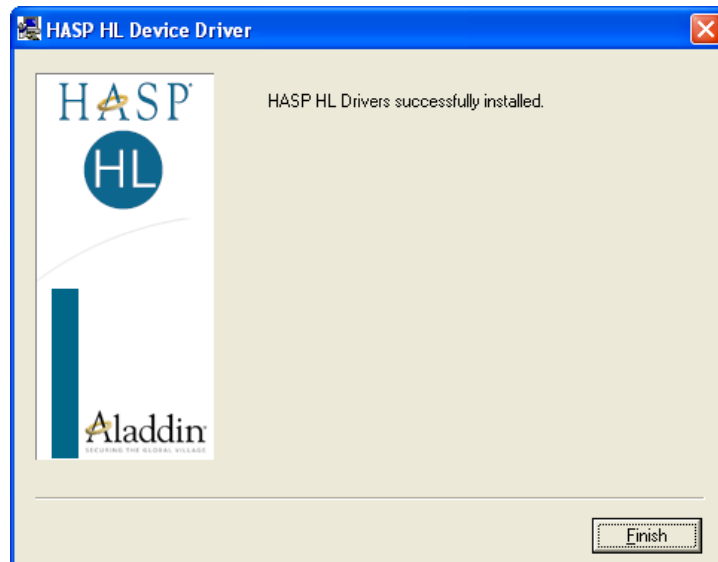 HASP HL Device Driver
HASP
HL
HASP HL Drivers successfully installed.
Aladdin
SECURING THE GLOBAL VILLAGE
Finish